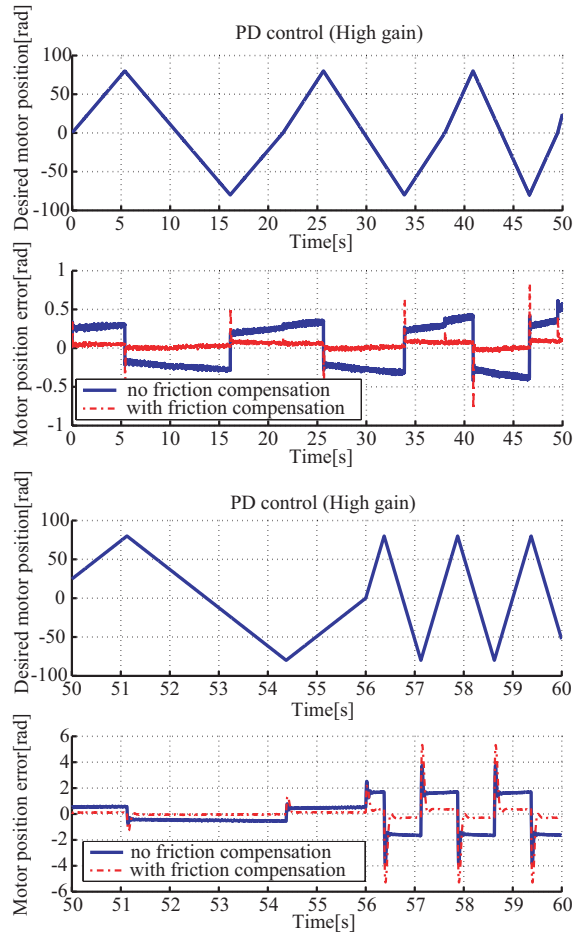 PD control (High gain)
Desired motor position[rad]
100
50
0
-50
-100
0 5 10 15 20 25 30 35 40 45 50
Time[s]
Motor position error[rad]
1
0.5
0
-0.5
-1
no friction compensation
with friction compensation
0 5 10 15 20 25 30 35 40 45 50
Time[s]
PD control (High gain)
Desired motor position[rad]
100
50
0
-50
-100
50 51 52 53 54 55 56 57 58 59 60
Time[s]
Motor position error[rad]
6
4
2
0
-2
-4
-6
no friction compensation
with friction compensation
50 51 52 53 54 55 56 57 58 59 60
Time[s]